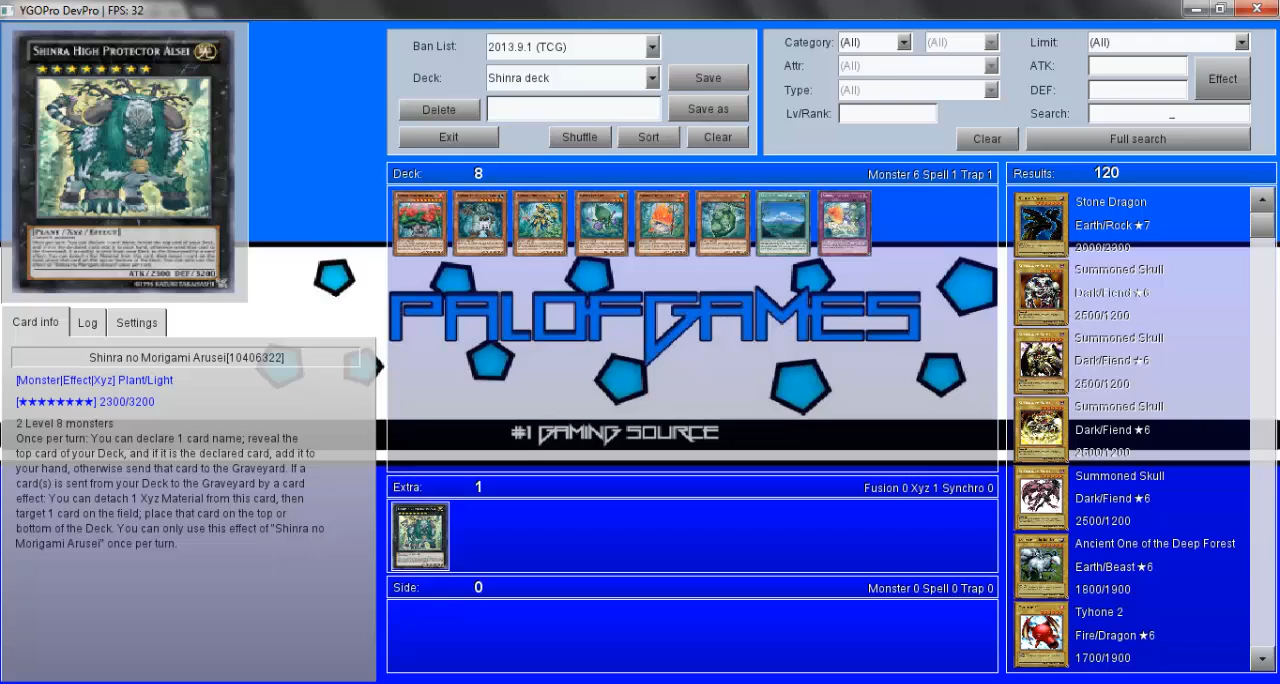 YGOPro DevPro | FPS: 32
SHINRA HIGH PROTECTOR ALSEI
[PLANT / XYZ / EFFECT]
ATK/2300 DEF/3200
©1996 KAZUKI TAKAHASHI
Card info
Log
Settings
Shinra no Morigami Arusei[10406322]
[Monster|Effect|Xyz] Plant/Light
[★★★★★★★★] 2300/3200
2 Level 8 monsters
Once per turn: You can declare 1 card name; reveal the
top card of your Deck, and if it is the declared card, add it to
your hand, otherwise send that card to the Graveyard. If a
card(s) is sent from your Deck to the Graveyard by a card
effect: You can detach 1 Xyz Material from this card, then
target 1 card on the field; place that card on the top or
bottom of the Deck. You can only use this effect of "Shinra no
Morigami Arusei" once per turn.
Ban List: 2013.9.1 (TCG)
Deck: Shinra deck Save
Delete Save as
Exit Shuffle Sort Clear
Category: (All) (All) Limit: (All)
Attr: (All) ATK: Effect
Type: (All) DEF:
Lv/Rank: Search: _
Clear Full search
Deck: 8 Monster 6 Spell 1 Trap 1
PALOFGAMES
#1 GAMING SOURCE
Extra: 1 Fusion 0 Xyz 1 Synchro 0
Side: 0 Monster 0 Spell 0 Trap 0
Results: 120
Stone Dragon
Earth/Rock ★7
2000/2300
Summoned Skull
Dark/Fiend ★6
2500/1200
Summoned Skull
Dark/Fiend ★6
2500/1200
Summoned Skull
Dark/Fiend ★6
2500/1200
Summoned Skull
Dark/Fiend ★6
2500/1200
Ancient One of the Deep Forest
Earth/Beast ★6
1800/1900
Tyhone 2
Fire/Dragon ★6
1700/1900